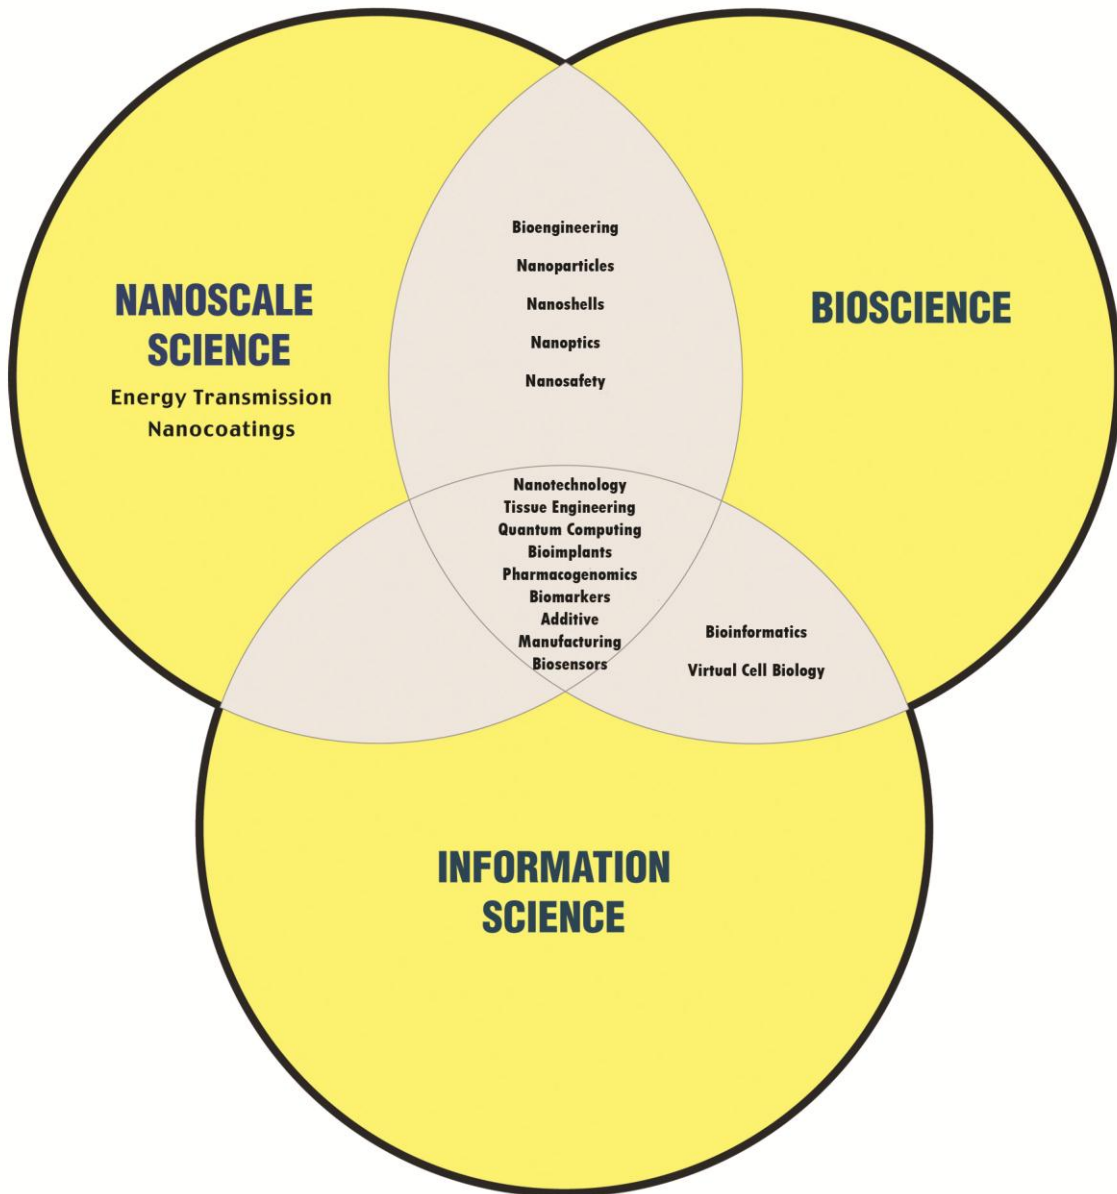 Bioengineering
Nanoparticles
Nanoshells
Nanoptics
Nanosafety
NANOSCALE
SCIENCE
Energy Transmission
Nanocoatings
BIOSCIENCE
Nanotechnology
Tissue Engineering
Quantum Computing
Bioimplants
Pharmacogenomics
Biomarkers
Additive
Manufacturing
Biosensors
Bioinformatics
Virtual Cell Biology
INFORMATION
SCIENCE